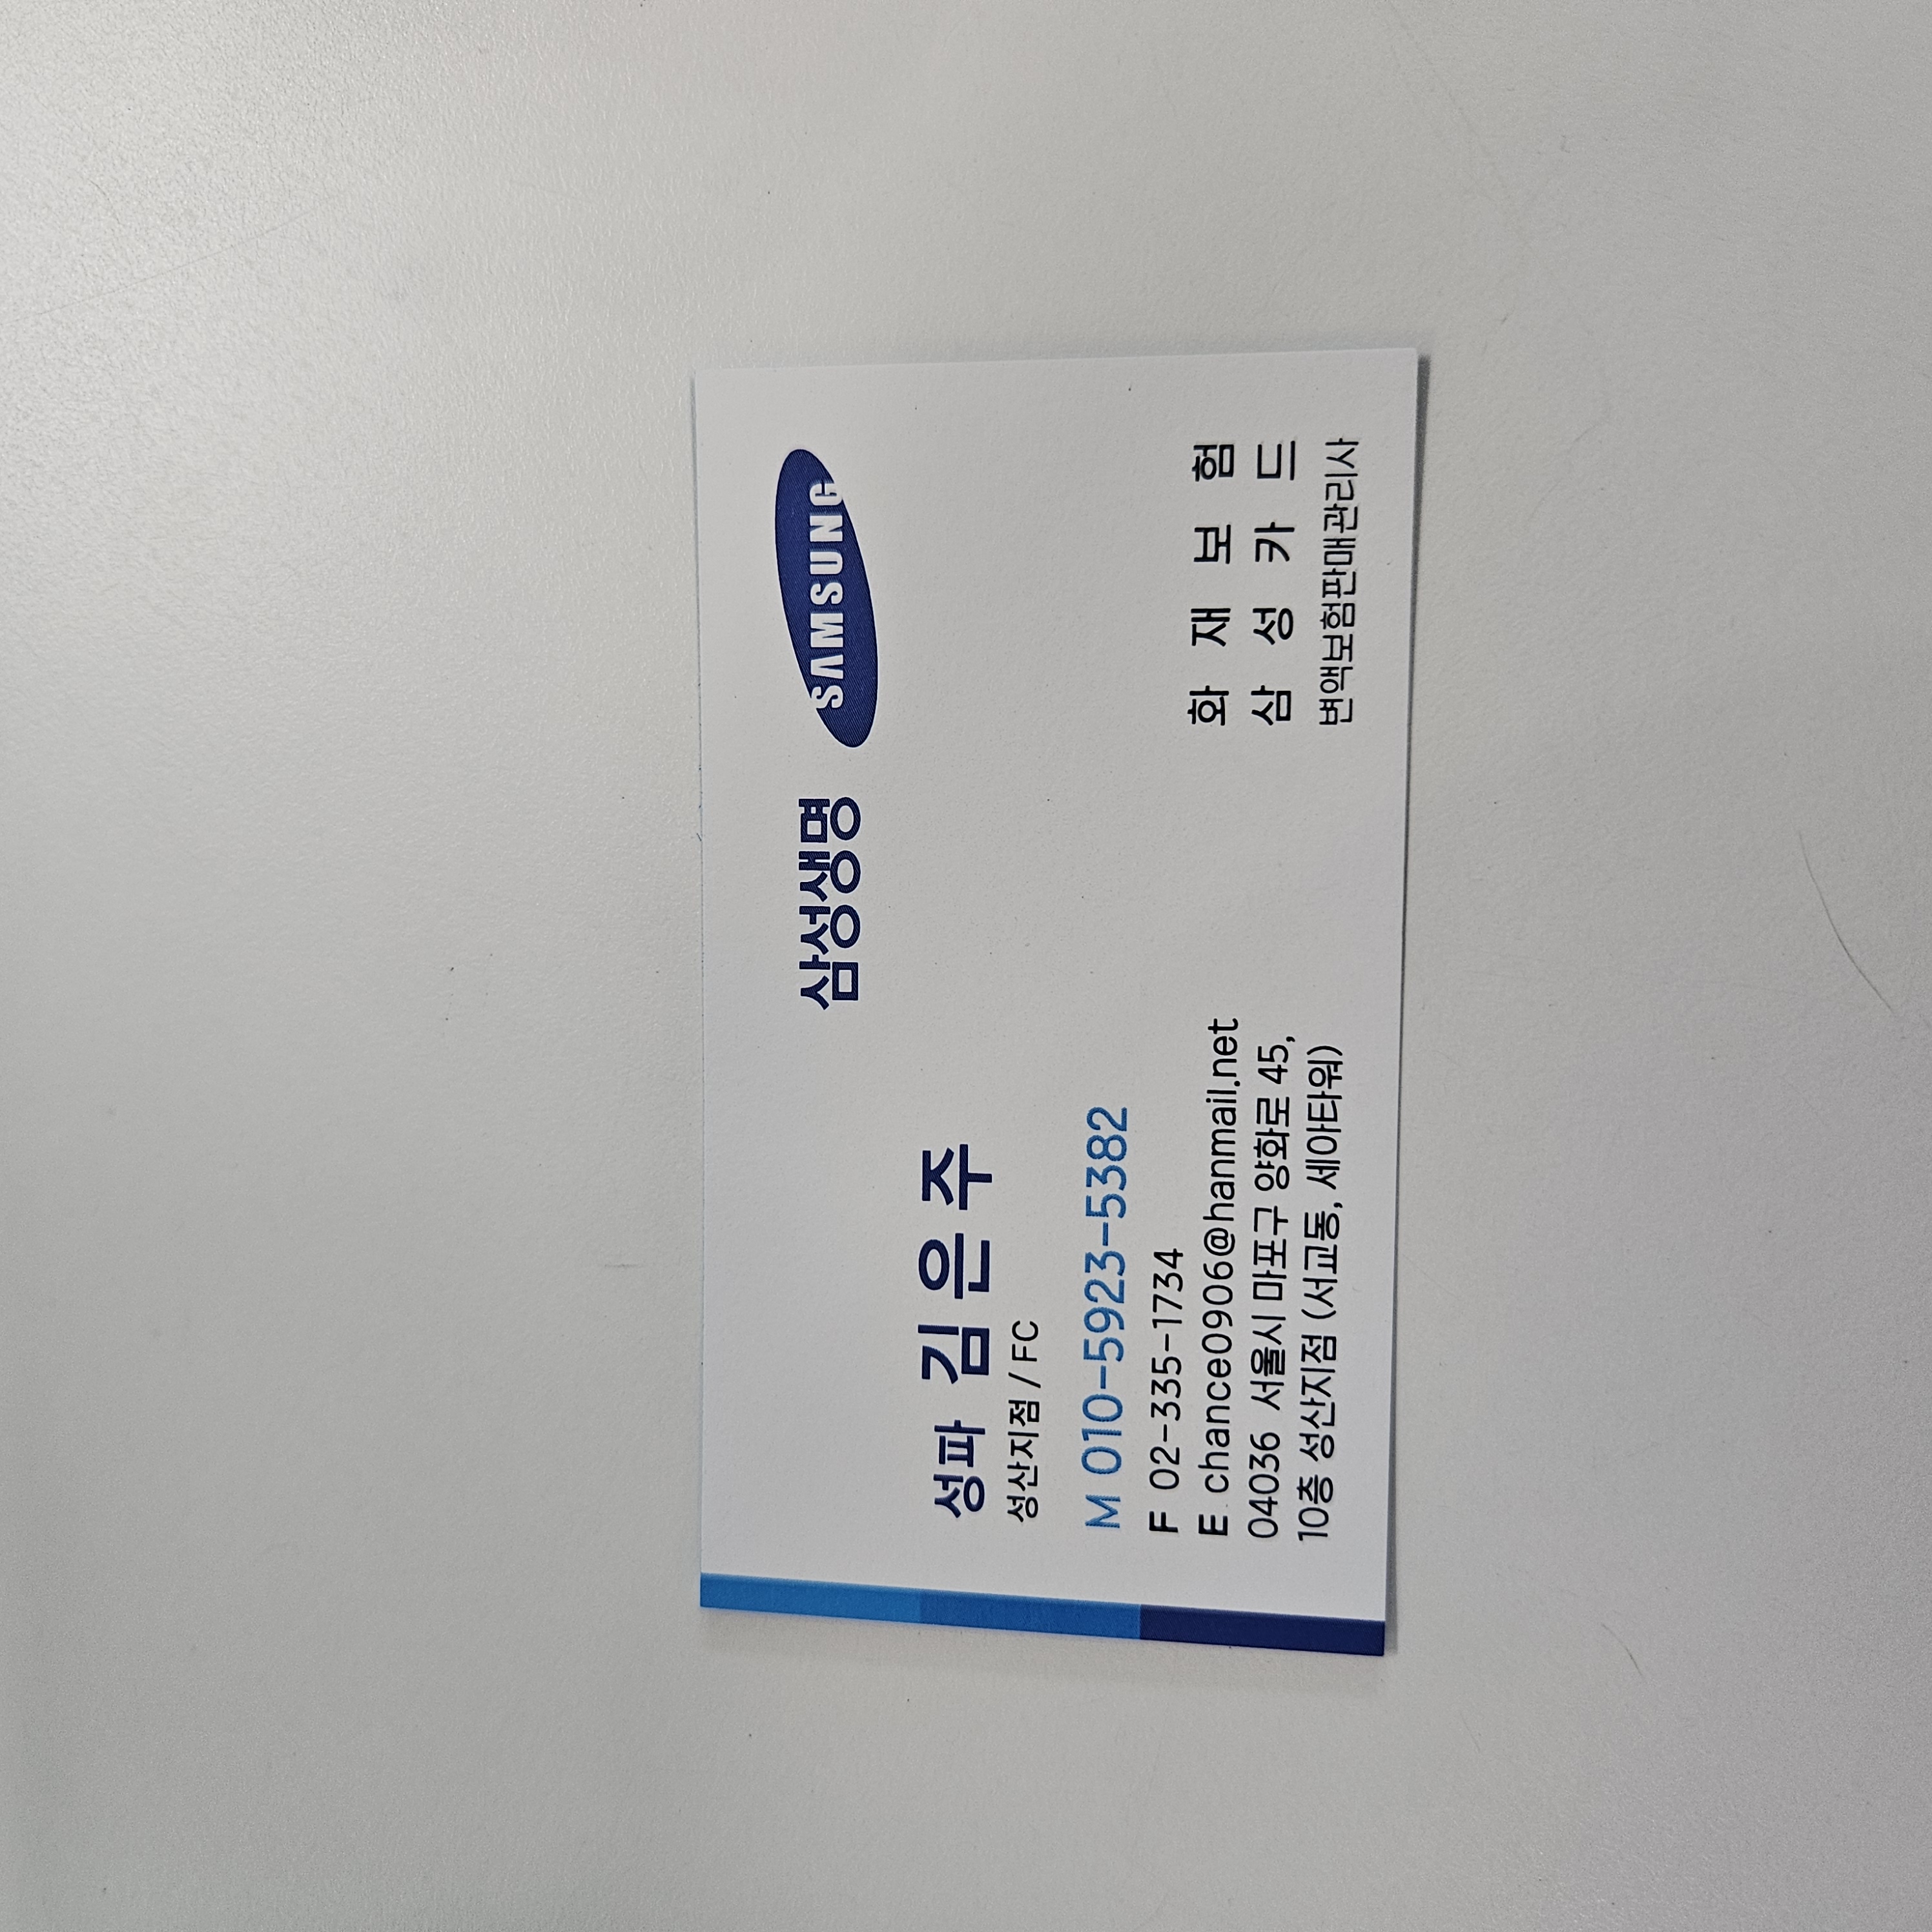 삼성생명 SAMSUNG
성파 김은주
성산지점 / FC
M 010-5923-5382
F 02-335-1734
E chance0906@hanmail.net
04036 서울시 마포구 양화로 45,
10층 성산지점 (서교동, 세아타워)
화 재 보 험
삼 성 카 드
변액보험판매관리사